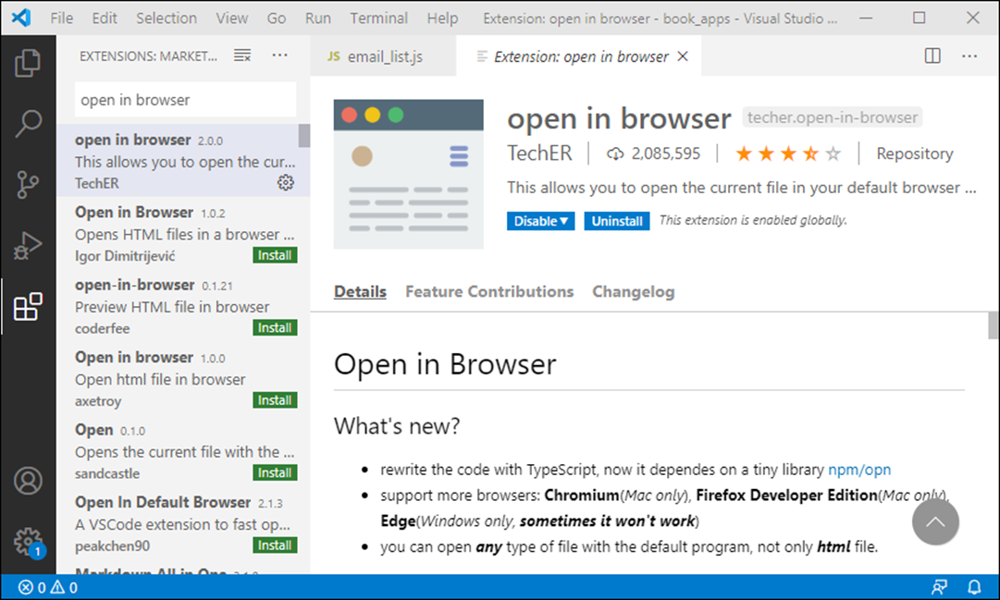 File Edit Selection View Go Run Terminal Help Extension: open in browser - book_apps - Visual Studio ...
EXTENSIONS: MARKET...
open in browser
open in browser 2.0.0
This allows you to open the cur...
TechER
Open in Browser 1.0.2
Opens HTML files in a browser ...
Igor Dimitrijević
Install
open-in-browser 0.1.21
Preview HTML file in browser
coderfee
Install
Open in browser 1.0.0
Open html file in browser
axetroy
Install
Open 0.1.0
Opens the current file with the ...
sandcastle
Install
Open In Default Browser 2.1.3
A VSCode extension to fast op...
peakchen90
Install
Markdown All in One
JS email_list.js
Extension: open in browser
open in browser techer.open-in-browser
TechER 2,085,595 Repository
This allows you to open the current file in your default browser ...
Disable Uninstall This extension is enabled globally.
Details Feature Contributions Changelog
Open in Browser
What's new?
rewrite the code with TypeScript, now it dependes on a tiny library npm/opn
support more browsers: Chromium(Mac only), Firefox Developer Edition(Mac only),
Edge(Windows only, sometimes it won't work)
you can open any type of file with the default program, not only html file.
1
0 0